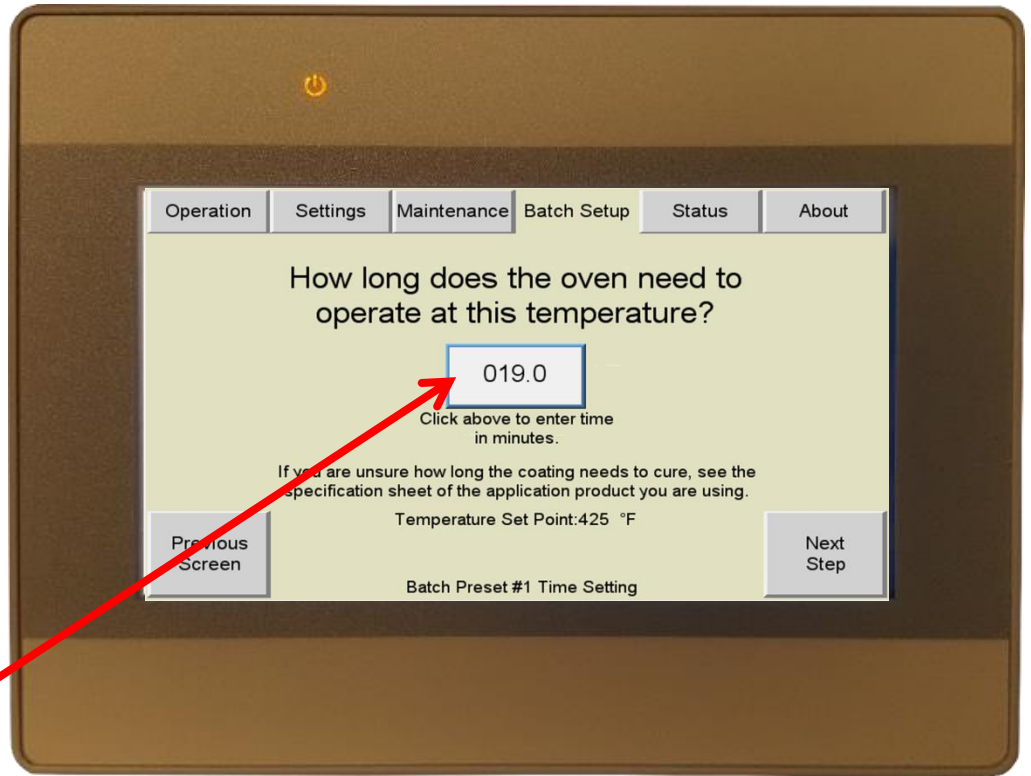 Operation Settings Maintenance Batch Setup Status About
How long does the oven need to
operate at this temperature?
019.0
Click above to enter time
in minutes.
If you are unsure how long the coating needs to cure, see the
specification sheet of the application product you are using.
Temperature Set Point:425 °F
Previous
Screen
Next
Step
Batch Preset #1 Time Setting